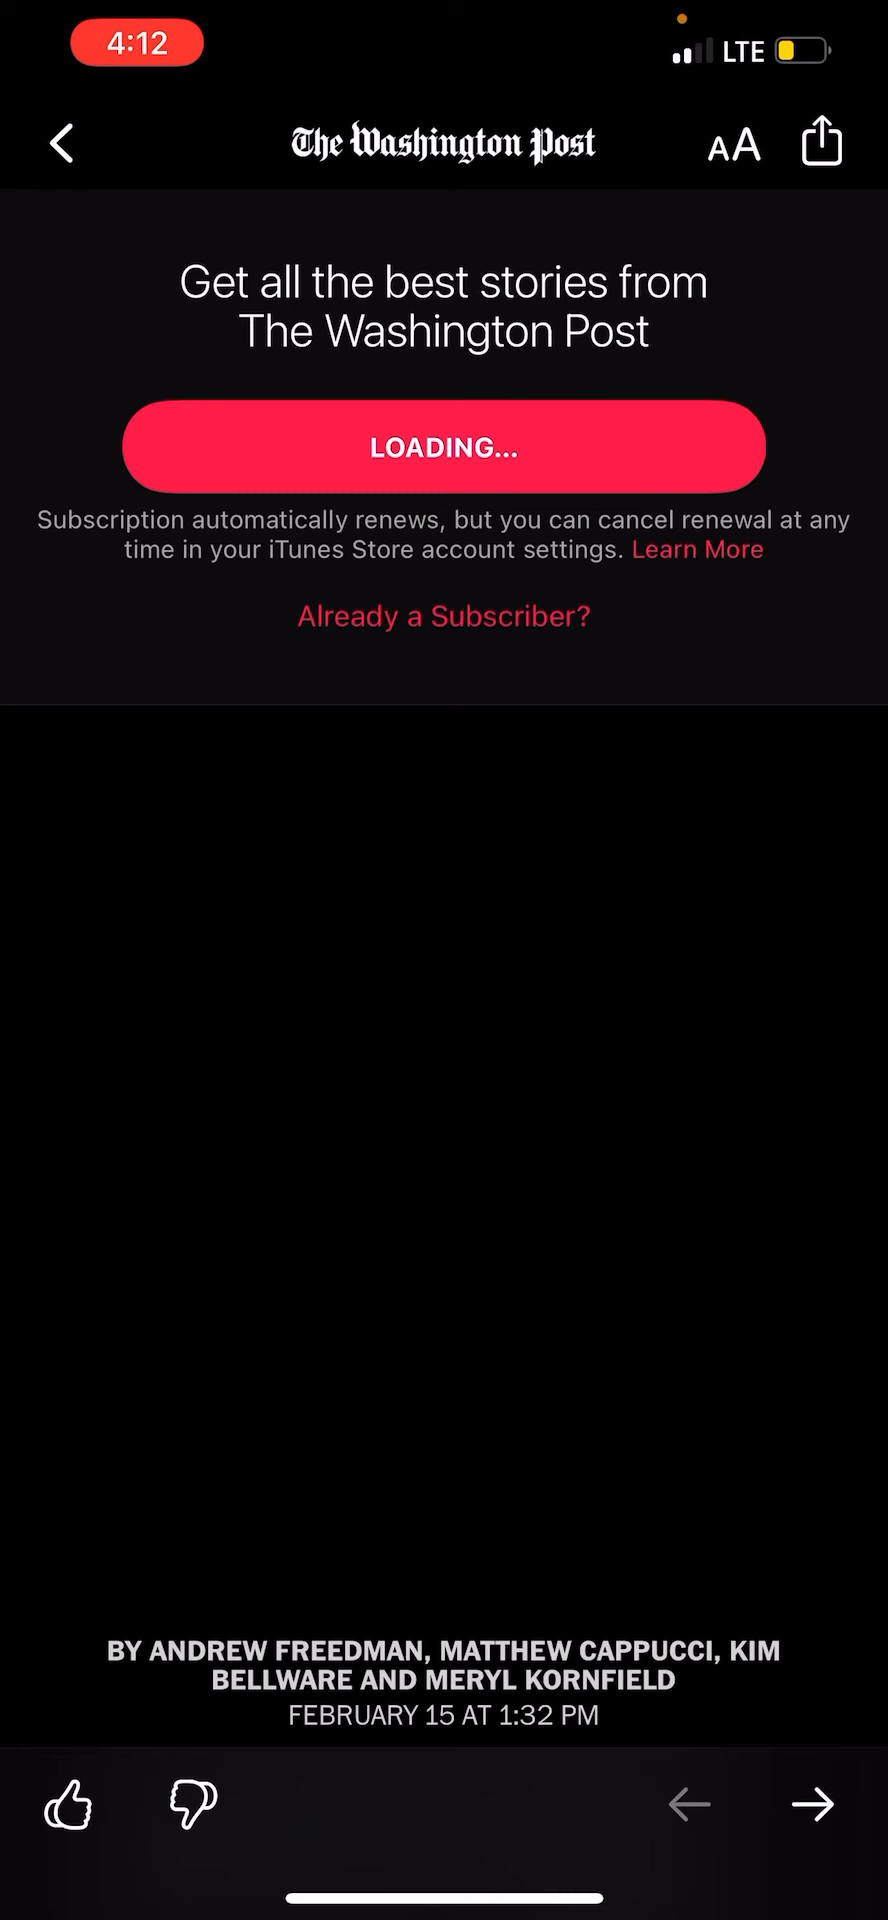 4:12
LTE
The Washington Post
AA
Get all the best stories from
The Washington Post
LOADING...
Subscription automatically renews, but you can cancel renewal at any
time in your iTunes Store account settings. Learn More
Already a Subscriber?
BY ANDREW FREEDMAN, MATTHEW CAPPUCCI, KIM
BELLWARE AND MERYL KORNFIELD
FEBRUARY 15 AT 1:32 PM